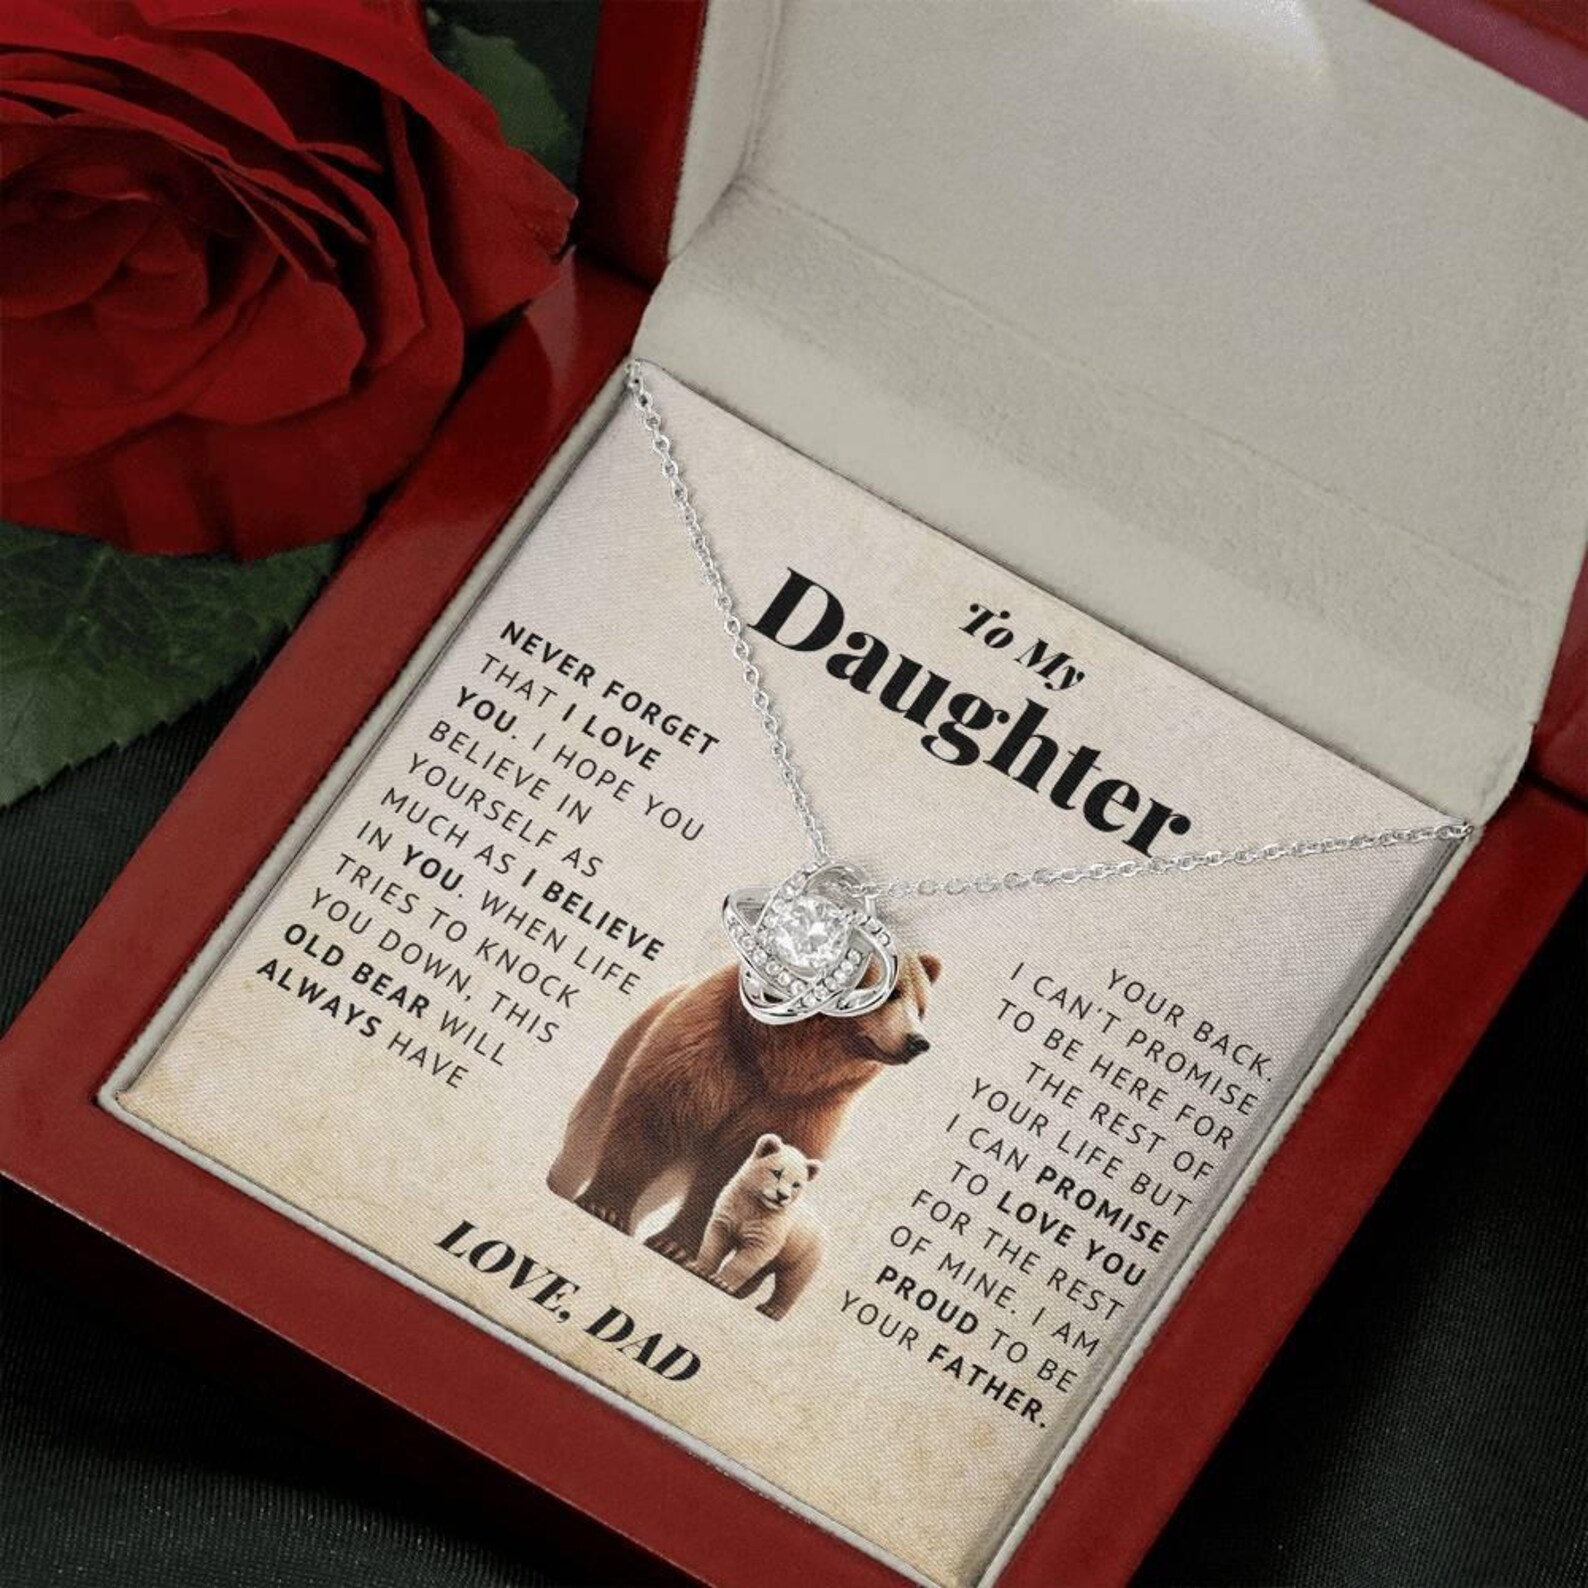 To My
Daughter
NEVER FORGET
THAT I LOVE
YOU. I HOPE YOU
BELIEVE IN
YOURSELF AS
MUCH AS I BELIEVE
IN YOU. WHEN LIFE
TRIES TO KNOCK
YOU DOWN, THIS
OLD BEAR WILL
ALWAYS HAVE
YOUR BACK.
I CAN'T PROMISE
TO BE HERE FOR
THE REST OF
YOUR LIFE BUT
I CAN PROMISE
TO LOVE YOU
FOR THE REST
OF MINE. I AM
PROUD TO BE
YOUR FATHER.
LOVE, DAD